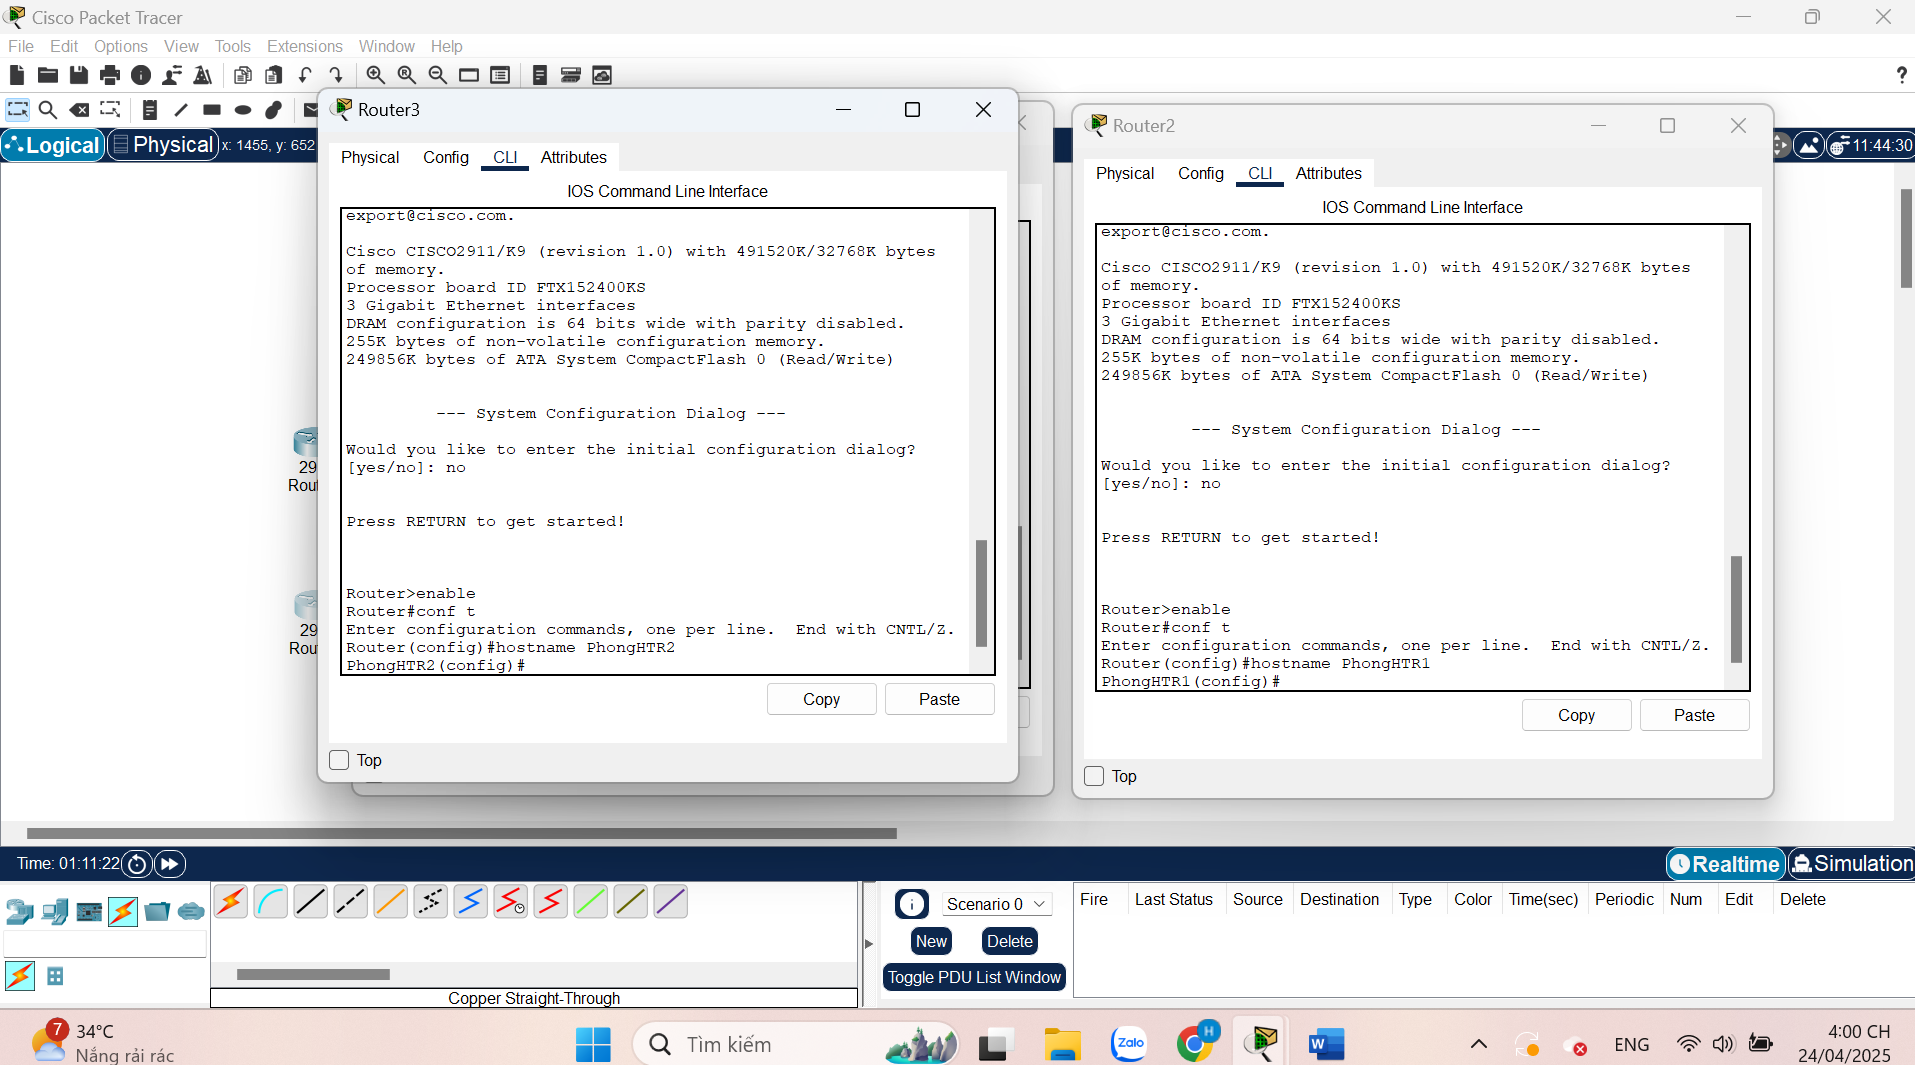 Cisco Packet Tracer
File Edit Options View Tools Extensions Window Help
?
Logical
Physical
x: 1455, y: 652
11:44:30
29
Rout
29
Rou
Router3
Physical Config CLI Attributes
IOS Command Line Interface
export@cisco.com.
Cisco CISCO2911/K9 (revision 1.0) with 491520K/32768K bytes
of memory.
Processor board ID FTX152400KS
3 Gigabit Ethernet interfaces
DRAM configuration is 64 bits wide with parity disabled.
255K bytes of non-volatile configuration memory.
249856K bytes of ATA System CompactFlash 0 (Read/Write)
--- System Configuration Dialog ---
Would you like to enter the initial configuration dialog?
[yes/no]: no
Press RETURN to get started!
Router>enable
Router#conf t
Enter configuration commands, one per line.  End with CNTL/Z.
Router(config)#hostname PhongHTR2
PhongHTR2(config)#
Copy
Paste
Top
Router2
Physical Config CLI Attributes
IOS Command Line Interface
export@cisco.com.
Cisco CISCO2911/K9 (revision 1.0) with 491520K/32768K bytes
of memory.
Processor board ID FTX152400KS
3 Gigabit Ethernet interfaces
DRAM configuration is 64 bits wide with parity disabled.
255K bytes of non-volatile configuration memory.
249856K bytes of ATA System CompactFlash 0 (Read/Write)
--- System Configuration Dialog ---
Would you like to enter the initial configuration dialog?
[yes/no]: no
Press RETURN to get started!
Router>enable
Router#conf t
Enter configuration commands, one per line.  End with CNTL/Z.
Router(config)#hostname PhongHTR1
PhongHTR1(config)#
Copy
Paste
Top
Time: 01:11:22
Realtime
Simulation
Scenario 0
New
Delete
Toggle PDU List Window
Fire Last Status Source Destination Type Color Time(sec) Periodic Num Edit Delete
Copper Straight-Through
7
34°C
Nắng rải rác
Tìm kiếm
Zalo
H
W
ENG
4:00 CH
24/04/2025